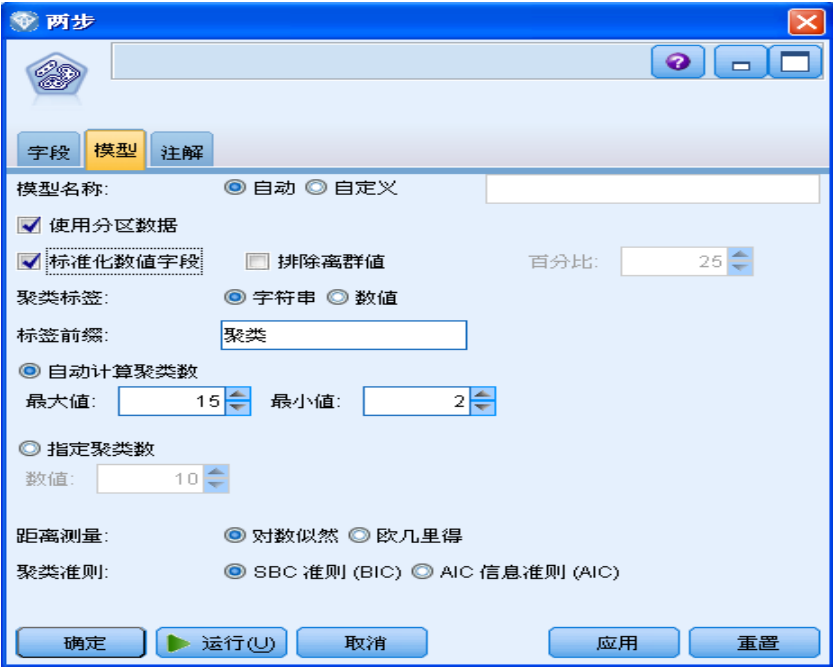 两步
字段 模型 注解
模型名称: 自动 自定义
使用分区数据
标准化数值字段 排除离群值 百分比: 25
聚类标签: 字符串 数值
标签前缀: 聚类
自动计算聚类数
最大值: 15 最小值: 2
指定聚类数
数值: 10
距离测量: 对数似然 欧几里得
聚类准则: SBC 准则 (BIC) AIC 信息准则 (AIC)
确定 运行(U) 取消 应用 重置